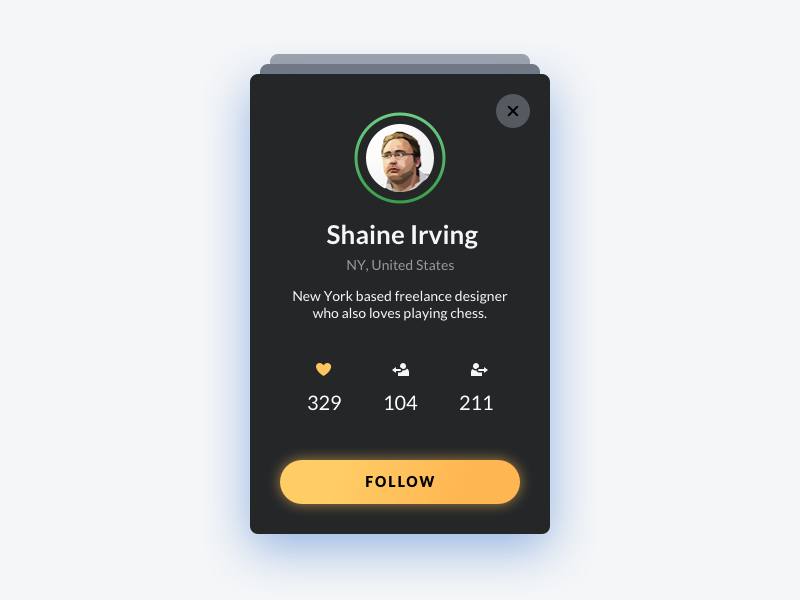 Shaine Irving
NY, United States
New York based freelance designer
who also loves playing chess.
329 104 211
FOLLOW